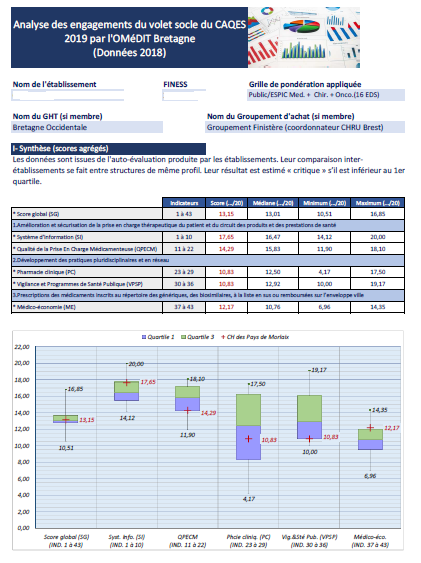 Analyse des engagements du volet socle du CAQES
2019 par l'OMéDIT Bretagne
(Données 2018)
Nom de l'établissement FINESS Grille de pondération appliquée
Public/ESPIC Med. + Chir. + Onco.(16 EDS)
Nom du GHT (si membre) Nom du Groupement d'achat (si membre)
Bretagne Occidentale Groupement Finistère (coordonnateur CHRU Brest)
I- Synthèse (scores agrégés)
Les données sont issues de l'auto-évaluation produite par les établissements. Leur comparaison inter-
établissements se fait entre structures de même profil. Leur résultat est estimé « critique » s'il est inférieur au 1er
quartile.
Indicateurs Score (.../20) Médiane (.../20) Minimum (.../20) Maximum (.../20)
* Score global (SG) 1 à 43 13,15 13,01 10,51 16,85
1.Amélioration et sécurisation de la prise en charge thérapeutique du patient et du circuit des produits et des prestations de santé
* Système d'information (SI) 1 à 10 17,65 16,47 14,12 20,00
* Qualité de la Prise En Charge Médicamenteuse (QPECM) 11 à 22 14,29 15,83 11,90 18,10
2.Développement des pratiques pluridisciplinaires et en réseau
* Pharmacie clinique (PC) 23 à 29 10,83 12,50 4,17 17,50
* Vigilance et Programmes de Santé Publique (VPSP) 30 à 36 10,83 12,92 10,00 19,17
3.Prescriptions des médicaments inscrits au répertoire des génériques, des biosimilaires, à la liste en sus ou remboursées sur l'enveloppe ville
* Médico-économie (ME) 37 à 43 12,17 10,76 6,96 14,35
Quartile 1 Quartile 3 + CH des Pays de Morlaix
22,00
20,00
18,00
16,00
14,00
12,00
10,00
8,00
6,00
4,00
2,00
0,00
16,85 20,00 18,10 17,50 19,17 14,35
13,15 17,65 14,29 10,83 10,83 12,17
10,51 14,12 11,90 4,17 10,00 6,96
Score global (SG) Syst. Info. (SI) QPECM Phcie cliniq. (PC) Vig.&Sté Pub. (VPSP) Médico-éco.
(IND. 1 à 43) (IND. 1 à 10) (IND. 11 à 22) (IND. 23 à 29) (IND. 30 à 36) (IND. 37 à 43)